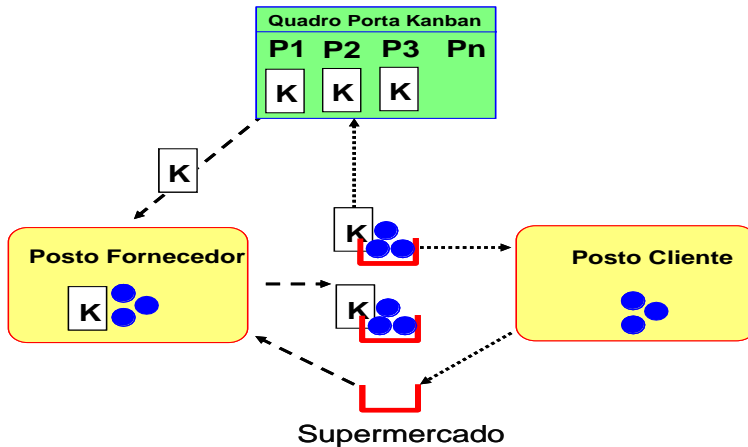 Quadro Porta Kanban
P1 P2 P3 Pn
K K K
K
K
Posto Fornecedor
Posto Cliente
K
K
Supermercado